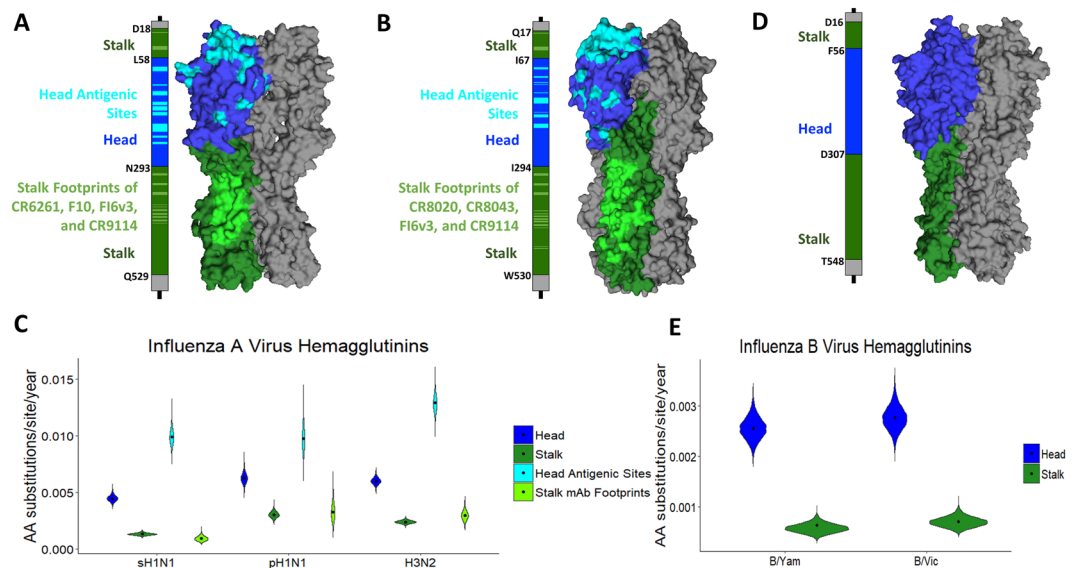 A
D18
Stalk
L58
Head Antigenic
Sites
Head
N293
Stalk Footprints of
CR6261, F10, FI6v3,
and CR9114
Stalk
Q529
B
Q17
Stalk
I67
Head Antigenic
Sites
Head
I294
Stalk Footprints of
CR8020, CR8043,
FI6v3, and CR9114
Stalk
W530
D
D16
Stalk
F56
Head
D307
Stalk
T548
C
Influenza A Virus Hemagglutinins
AA substitutions/site/year
0.015
0.010
0.005
0.000
sH1N1
pH1N1
H3N2
Head
Stalk
Head Antigenic Sites
Stalk mAb Footprints
E
Influenza B Virus Hemagglutinins
AA substitutions/site/year
0.003
0.002
0.001
B/Yam
B/Vic
Head
Stalk